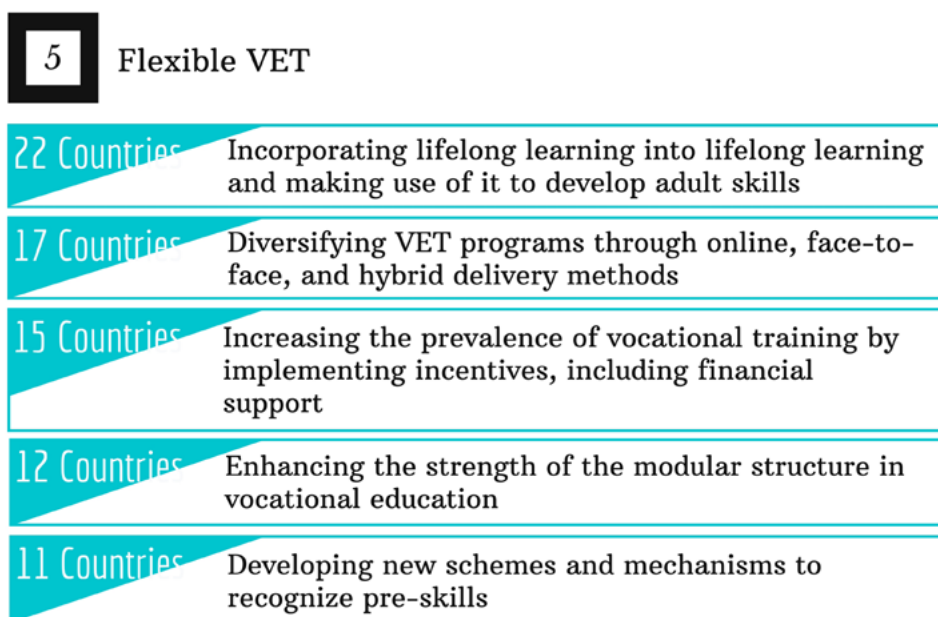 5
Flexible VET
22 Countries
Incorporating lifelong learning into lifelong learning
and making use of it to develop adult skills
17 Countries
Diversifying VET programs through online, face-to-
face, and hybrid delivery methods
15 Countries
Increasing the prevalence of vocational training by
implementing incentives, including financial
support
12 Countries
Enhancing the strength of the modular structure in
vocational education
11 Countries
Developing new schemes and mechanisms to
recognize pre-skills